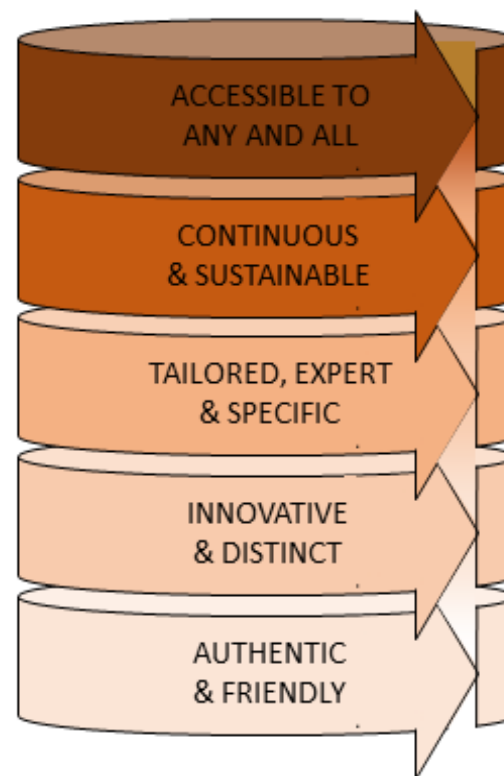 ACCESSIBLE TO
ANY AND ALL
CONTINUOUS
& SUSTAINABLE
TAILORED, EXPERT
& SPECIFIC
INNOVATIVE
& DISTINCT
AUTHENTIC
& FRIENDLY